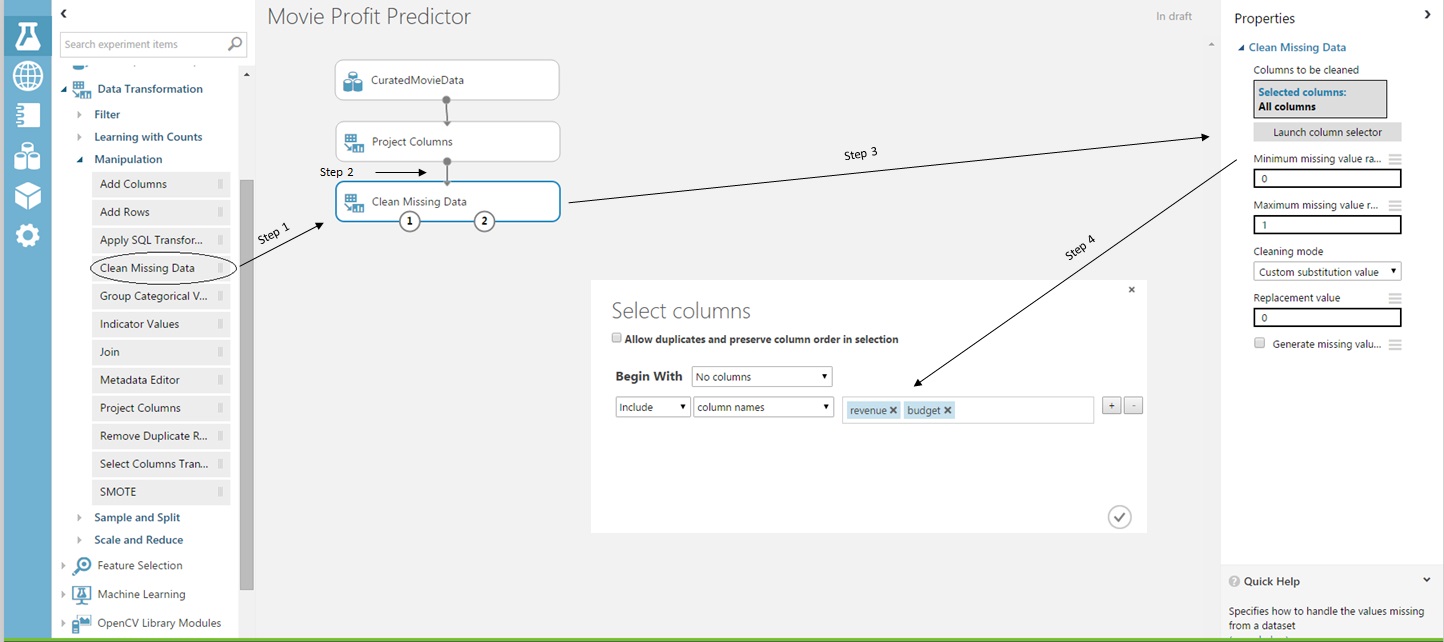 Search experiment items
Data Transformation
Filter
Learning with Counts
Manipulation
Add Columns
Add Rows
Apply SQL Transfor...
Clean Missing Data
Group Categorical V...
Indicator Values
Join
Metadata Editor
Project Columns
Remove Duplicate R...
Select Columns Tran...
SMOTE
Sample and Split
Scale and Reduce
Feature Selection
Machine Learning
OpenCV Library Modules
Movie Profit Predictor
In draft
CuratedMovieData
Project Columns
Step 2
Clean Missing Data
1
2
Step 1
Step 3
Step 4
Select columns
Allow duplicates and preserve column order in selection
Begin With No columns
Include column names revenue budget + -
Properties
Clean Missing Data
Columns to be cleaned
Selected columns:
All columns
Launch column selector
Minimum missing value ra...
0
Maximum missing value r...
1
Cleaning mode
Custom substitution value
Replacement value
0
Generate missing valu...
Quick Help
Specifies how to handle the values missing
from a dataset